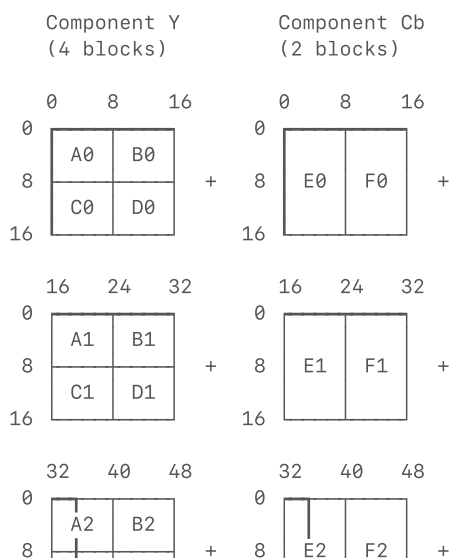 Component Y Component Cb
(4 blocks) (2 blocks)
0 8 16 0 8 16
0 0
A0 B0 
8 + 8 E0 F0 +
C0 D0
16 16
16 24 32 16 24 32
0 0
A1 B1
8 + 8 E1 F1 +
C1 D1
16 16
32 40 48 32 40 48
0 0
A2 B2
8 + 8 E2 F2 +